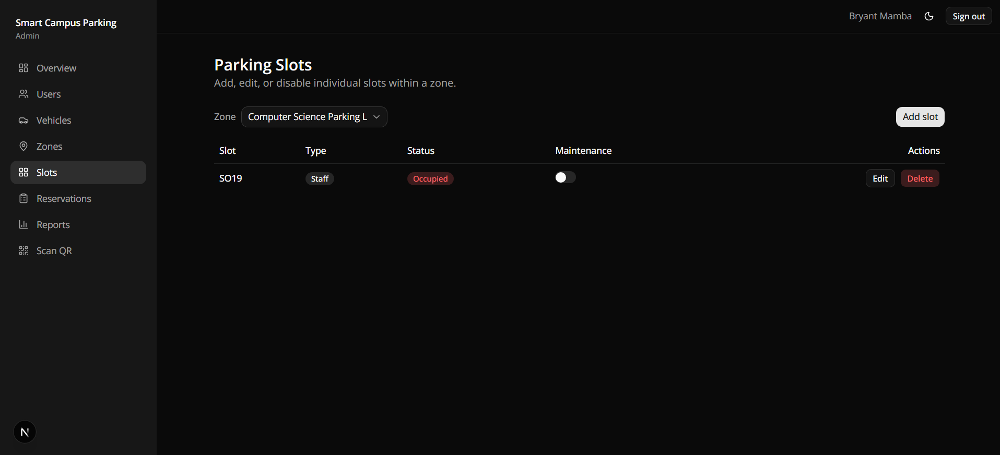 Smart Campus Parking
Admin
Overview
Users
Vehicles
Zones
Slots
Reservations
Reports
Scan QR
N
Bryant Mamba
Sign out
Parking Slots
Add, edit, or disable individual slots within a zone.
Zone Computer Science Parking L
Add slot
Slot Type Status Maintenance Actions
SO19 Staff Occupied Edit Delete